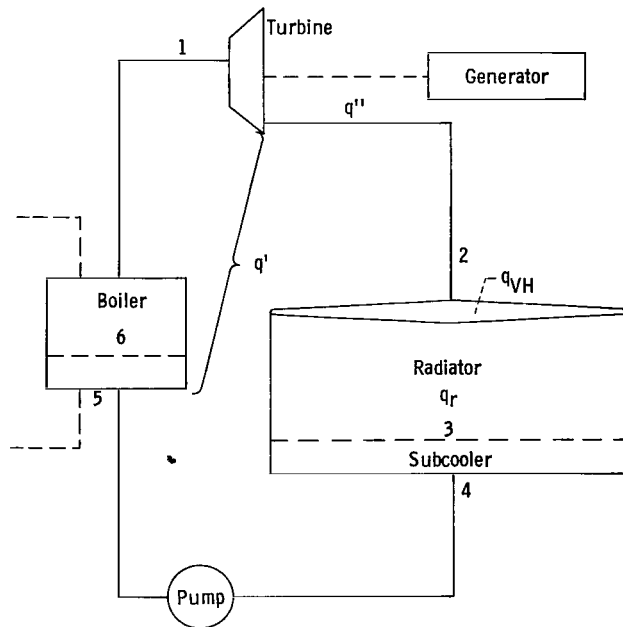 Turbine
1
Generator
q''
q'
2
q_VH
Boiler
6
5
Radiator
q_r
3
Subcooler
4
Pump